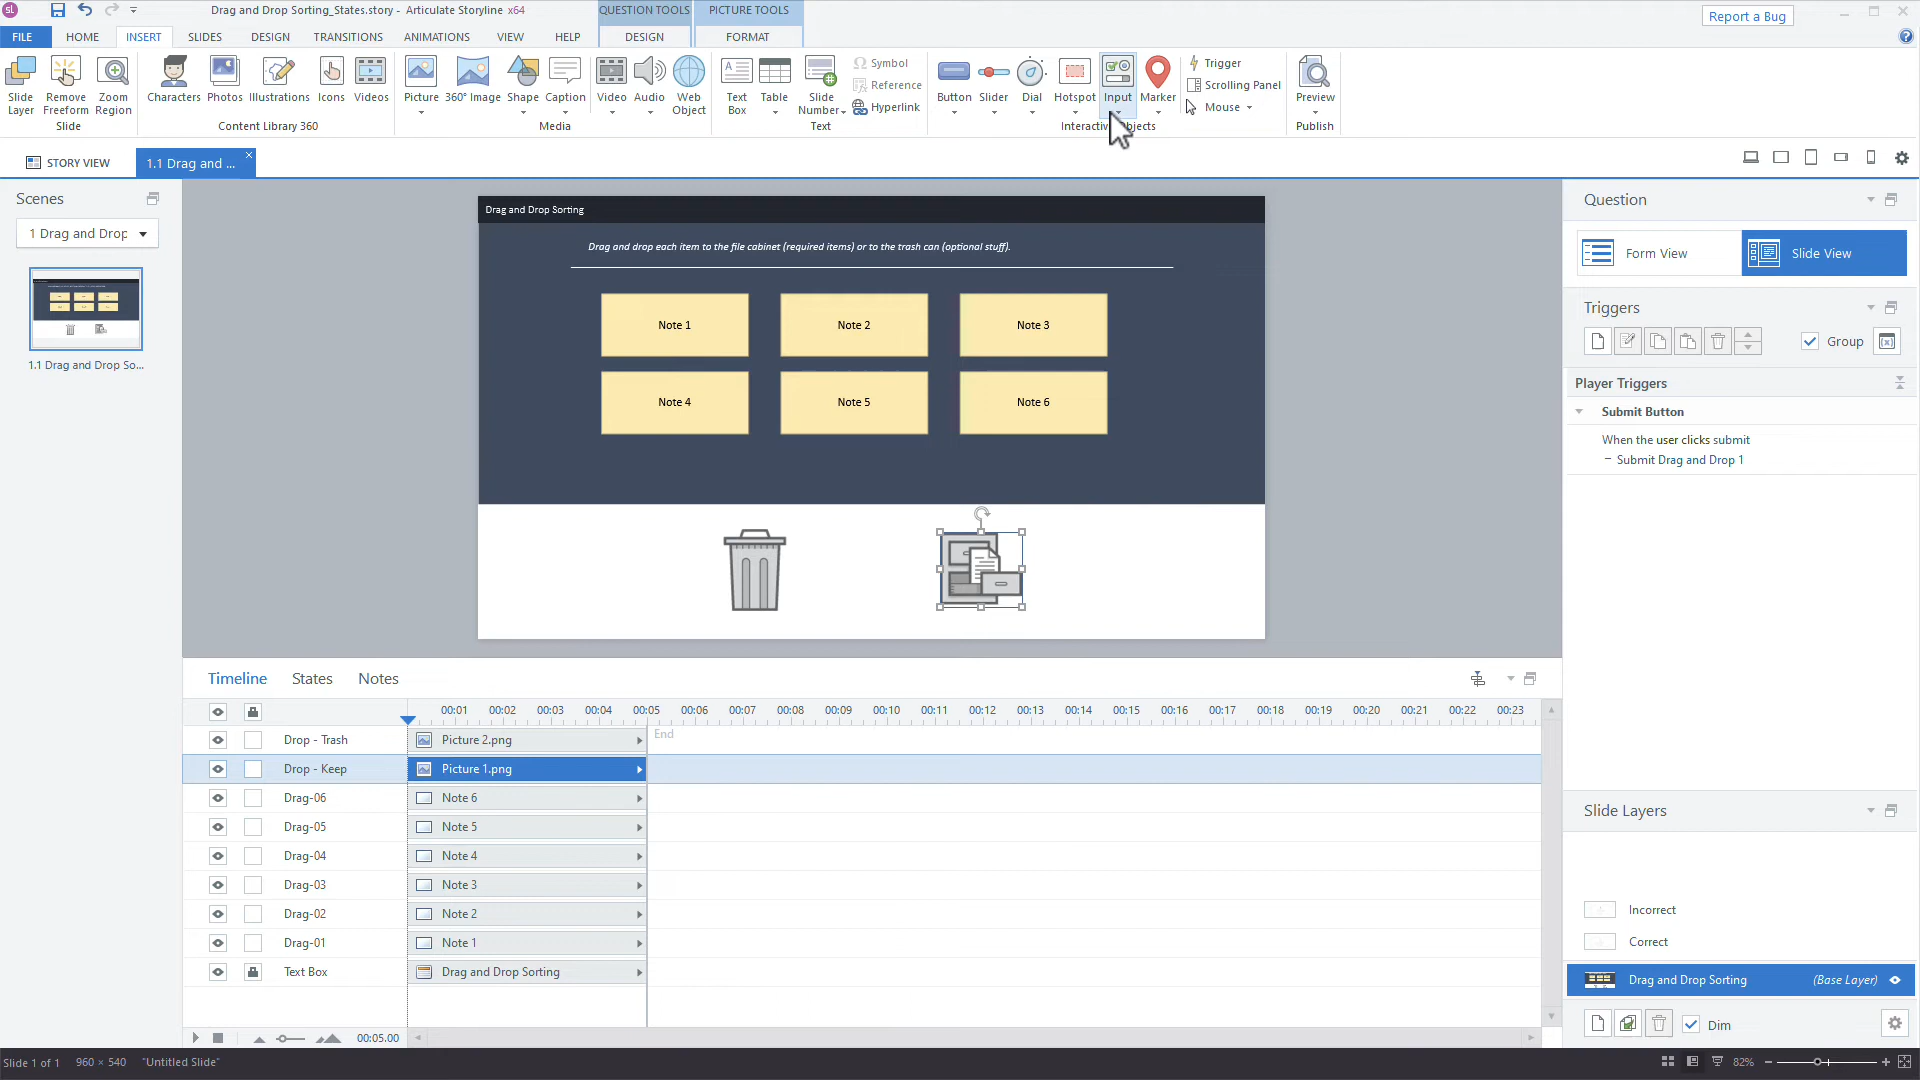 Drag and Drop Sorting_States.story - Articulate Storyline x64
QUESTION TOOLS
PICTURE TOOLS
Report a Bug
FILE
HOME
INSERT
SLIDES
DESIGN
TRANSITIONS
ANIMATIONS
VIEW
HELP
DESIGN
FORMAT
Slide Layer
Remove Freeform
Zoom Region
Slide
Characters
Photos
Illustrations
Icons
Videos
Content Library 360
Picture
360° Image
Shape
Caption
Video
Audio
Web Object
Media
Text Box
Table
Slide Number
Symbol
Reference
Hyperlink
Text
Button
Slider
Dial
Hotspot
Input
Marker
Trigger
Scrolling Panel
Mouse
Preview
Publish
STORY VIEW
1.1 Drag and ...
Scenes
1 Drag and Drop
1.1 Drag and Drop So...
Drag and Drop Sorting
Drag and drop each item to the file cabinet (required items) or to the trash can (optional stuff).
Note 1
Note 2
Note 3
Note 4
Note 5
Note 6
Question
Form View
Slide View
Triggers
Group
Player Triggers
Submit Button
When the user clicks submit
Submit Drag and Drop 1
Timeline
States
Notes
00:01 00:02 00:03 00:04 00:05 00:06 00:07 00:08 00:09 00:10 00:11 00:12 00:13 00:14 00:15 00:16 00:17 00:18 00:19 00:20 00:21 00:22 00:23
End
Drop - Trash
Picture 2.png
Drop - Keep
Picture 1.png
Drag-06
Note 6
Drag-05
Note 5
Drag-04
Note 4
Drag-03
Note 3
Drag-02
Note 2
Drag-01
Note 1
Text Box
Drag and Drop Sorting
00:05.00
Slide Layers
Incorrect
Correct
Drag and Drop Sorting (Base Layer)
Dim
Slide 1 of 1
960 × 540
"Untitled Slide"
82%